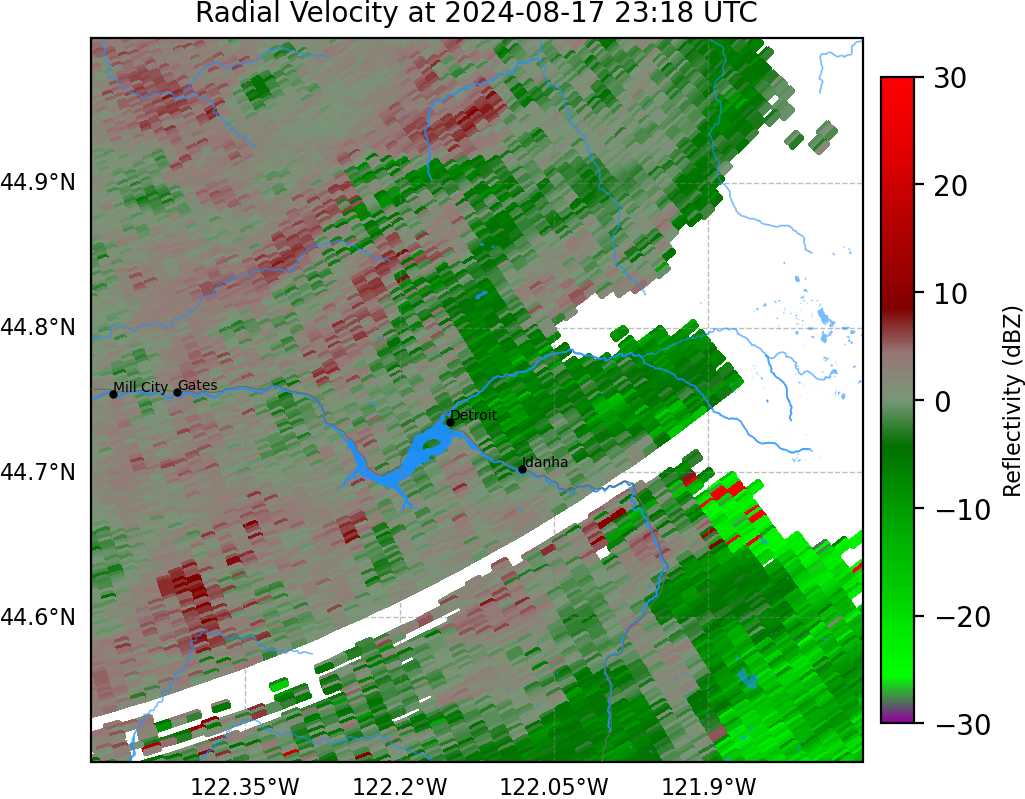 Radial Velocity at 2024-08-17 23:18 UTC
30
20
10
0
−10
−20
−30
Reflectivity (dBZ)
44.9°N
44.8°N
44.7°N
44.6°N
Mill City
Gates
Detroit
Idanha
122.35°W
122.2°W
122.05°W
121.9°W